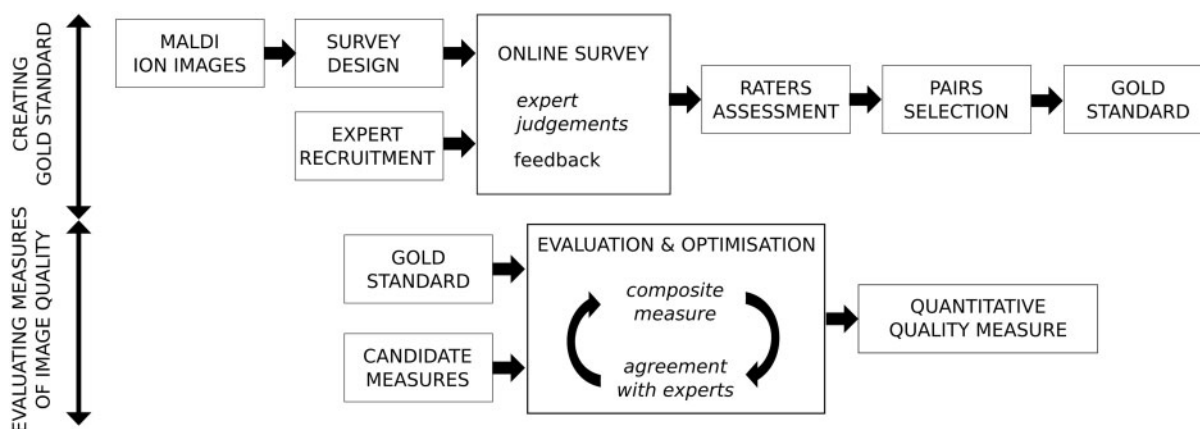 CREATING
GOLD STANDARD
MALDI
ION IMAGES
SURVEY
DESIGN
EXPERT
RECRUITMENT
ONLINE SURVEY
expert
judgements
feedback
RATERS
ASSESSMENT
PAIRS
SELECTION
GOLD
STANDARD
EVALUATING MEASURES
OF IMAGE QUALITY
GOLD
STANDARD
CANDIDATE
MEASURES
EVALUATION & OPTIMISATION
composite
measure
agreement
with experts
QUANTITATIVE
QUALITY MEASURE